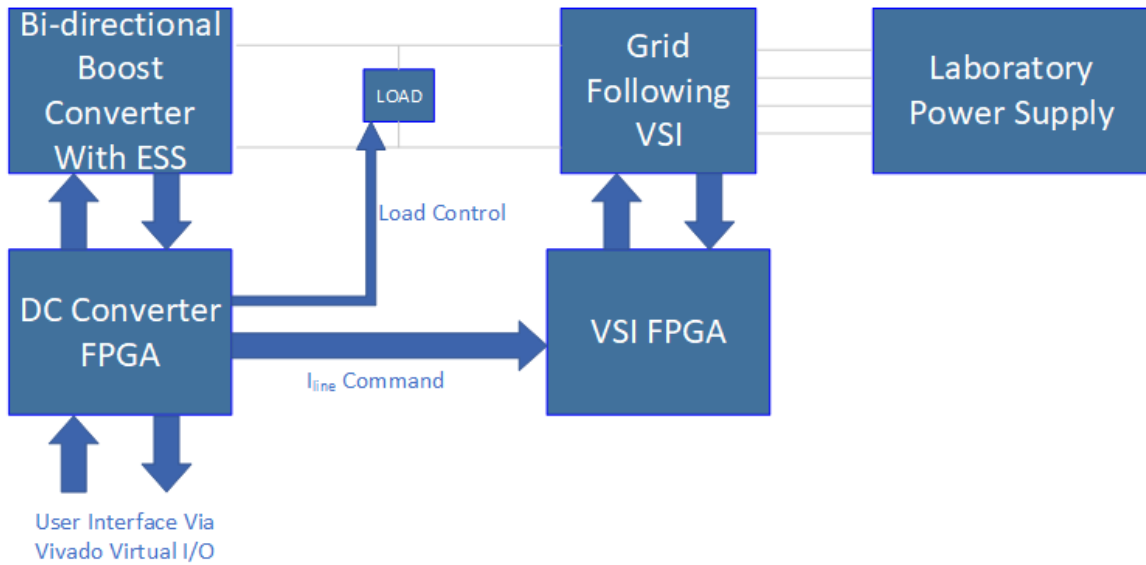 Bi-directional
Boost
Converter
With ESS
LOAD
Grid
Following
VSI
Laboratory
Power Supply
Load Control
DC Converter
FPGA
VSI FPGA
Iline Command
User Interface Via
Vivado Virtual I/O